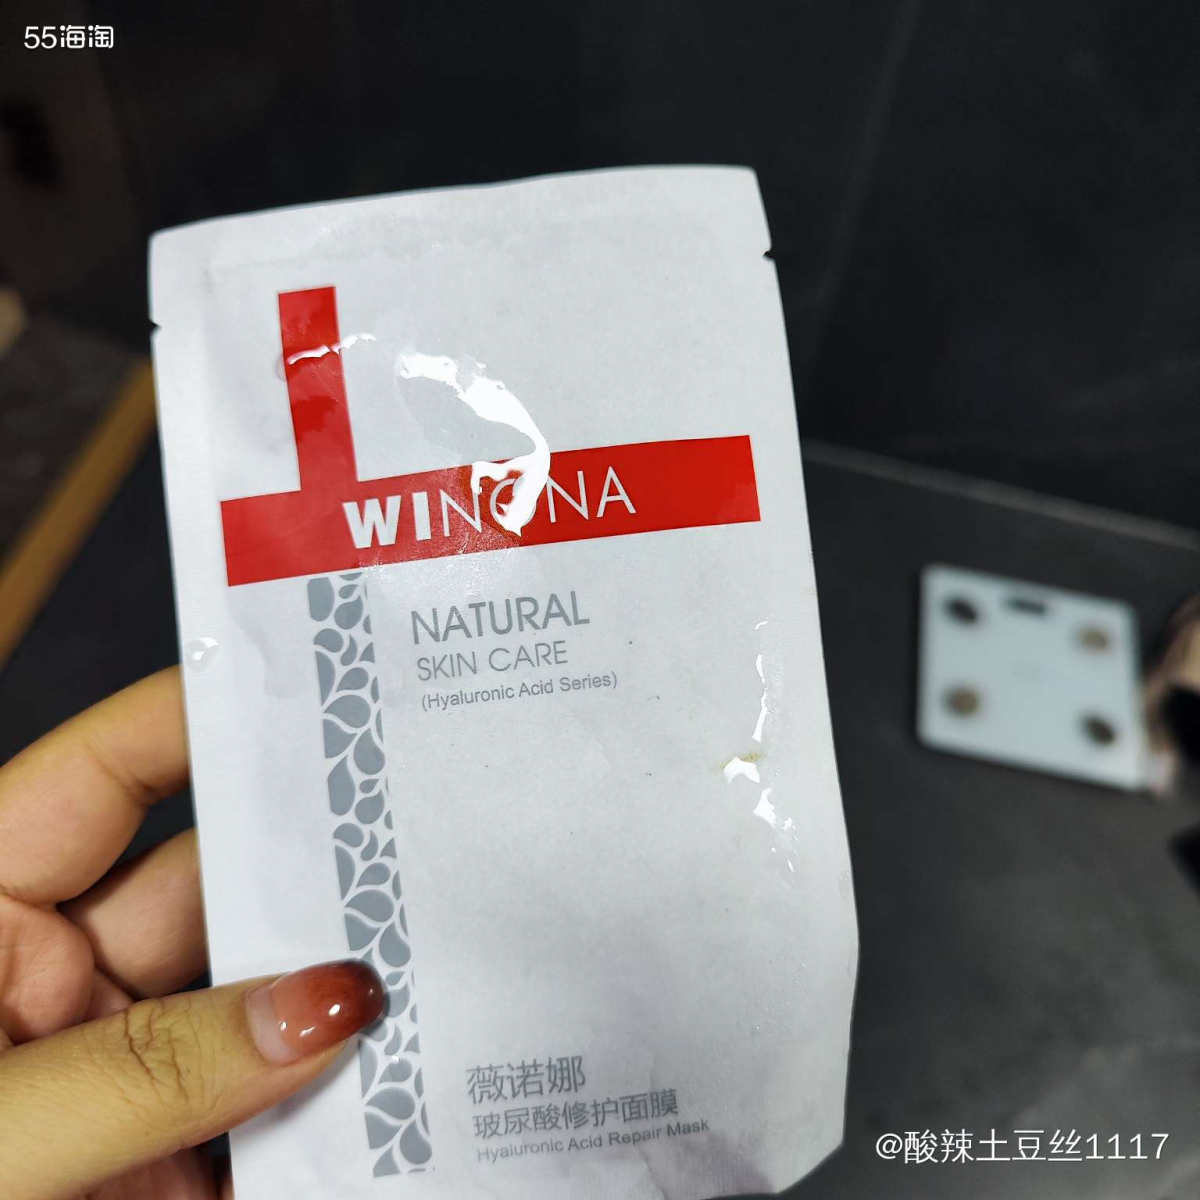 55海淘
WINONA
NATURAL
SKIN CARE
(Hyaluronic Acid Series)
薇诺娜
玻尿酸修护面膜
Hyaluronic Acid Repair Mask
@酸辣土豆丝1117